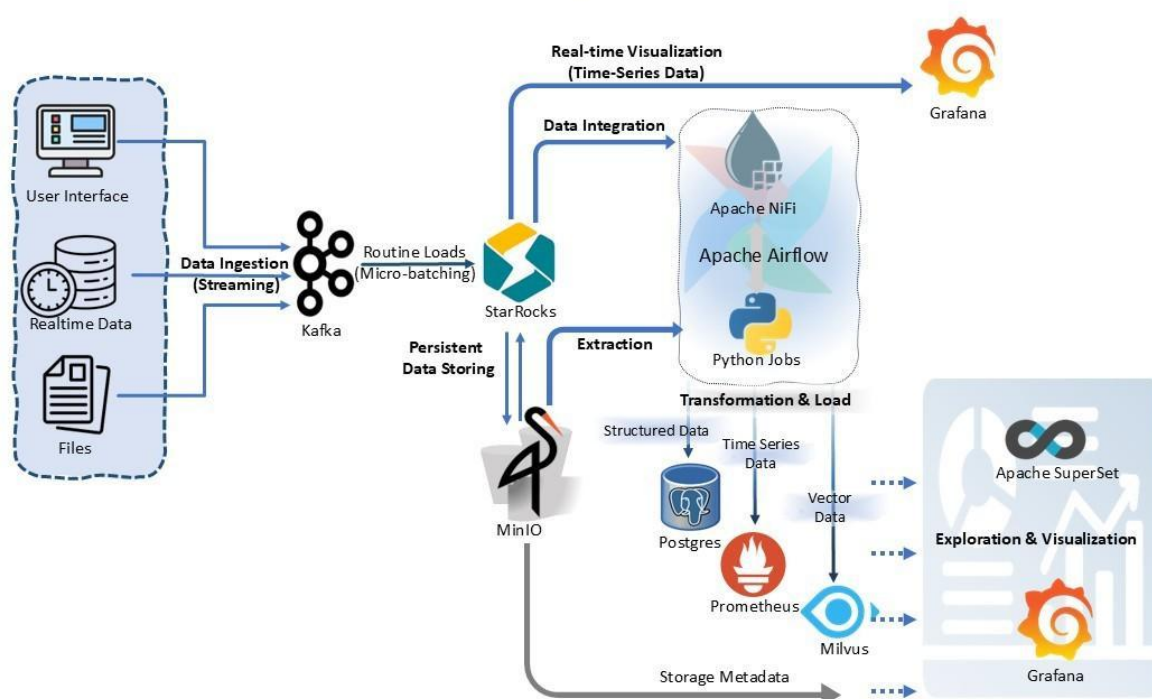 Real-time Visualization
(Time-Series Data)
Grafana
Data Integration
User Interface
Apache NiFi
Data Ingestion
(Streaming)
Routine Loads
(Micro-batching)
Apache Airflow
Realtime Data
Kafka
StarRocks
Persistent
Data Storing
Extraction
Python Jobs
Files
Transformation & Load
Structured Data
Time Series
Data
Vector
Data
Apache SuperSet
MinIO
Postgres
Exploration & Visualization
Prometheus
Milvus
Storage Metadata
Grafana